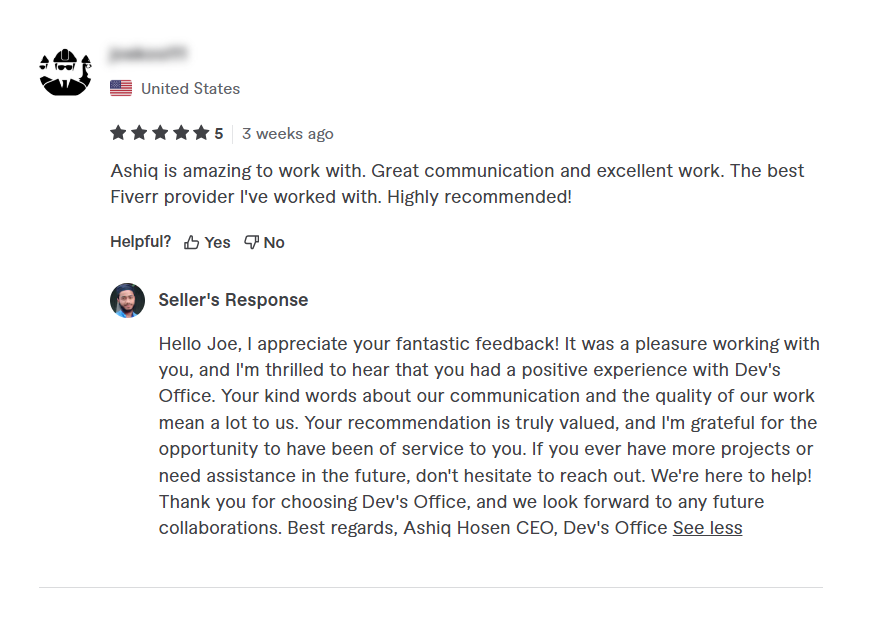 United States
5 3 weeks ago
Ashiq is amazing to work with. Great communication and excellent work. The best
Fiverr provider I've worked with. Highly recommended!
Helpful? Yes No
Seller's Response
Hello Joe, I appreciate your fantastic feedback! It was a pleasure working with
you, and I'm thrilled to hear that you had a positive experience with Dev's
Office. Your kind words about our communication and the quality of our work
mean a lot to us. Your recommendation is truly valued, and I'm grateful for the
opportunity to have been of service to you. If you ever have more projects or
need assistance in the future, don't hesitate to reach out. We're here to help!
Thank you for choosing Dev's Office, and we look forward to any future
collaborations. Best regards, Ashiq Hosen CEO, Dev's Office See less